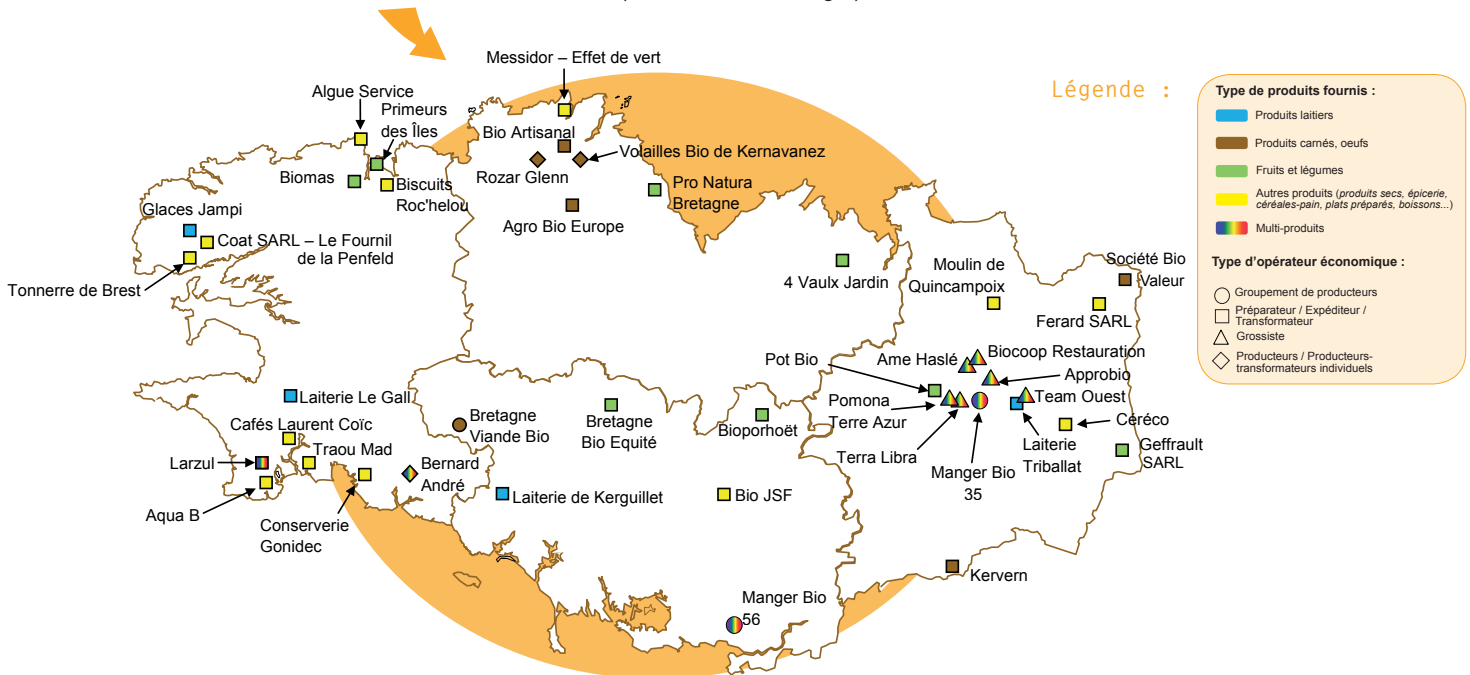 Messidor – Effet de vert
Algue Service
Primeurs
des Îles
Bio Artisanal
Volailles Bio de Kernavanez
Rozar Glenn
Biomas
Biscuits
Roc'helou
Pro Natura
Bretagne
Agro Bio Europe
Glaces Jampi
Coat SARL – Le Fournil
de la Penfeld
Tonnerre de Brest
4 Vaulx Jardin
Moulin de
Quincampoix
Société Bio
Valeur
Ferard SARL
Pot Bio
Ame Haslé
Biocoop Restauration
Approbio
Pomona
Terre Azur
Team Ouest
Terra Libra
Manger Bio
35
Laiterie
Triballat
Céréco
Geffrault
SARL
Laiterie Le Gall
Cafés Laurent Coïc
Traou Mad
Larzul
Aqua B
Conserverie
Gonidec
Bretagne
Viande Bio
Bernard
André
Bretagne
Bio Equité
Bioporhoët
Laiterie de Kerguillet
Bio JSF
Kervern
Manger Bio
56
Légende :
Type de produits fournis :
Produits laitiers
Produits carnés, oeufs
Fruits et légumes
Autres produits (produits secs, épicerie,
céréales-pain, plats préparés, boissons...)
Multi-produits
Type d'opérateur économique :
Groupement de producteurs
Préparateur / Expéditeur /
Transformateur
Grossiste
Producteurs / Producteurs-
transformateurs individuels